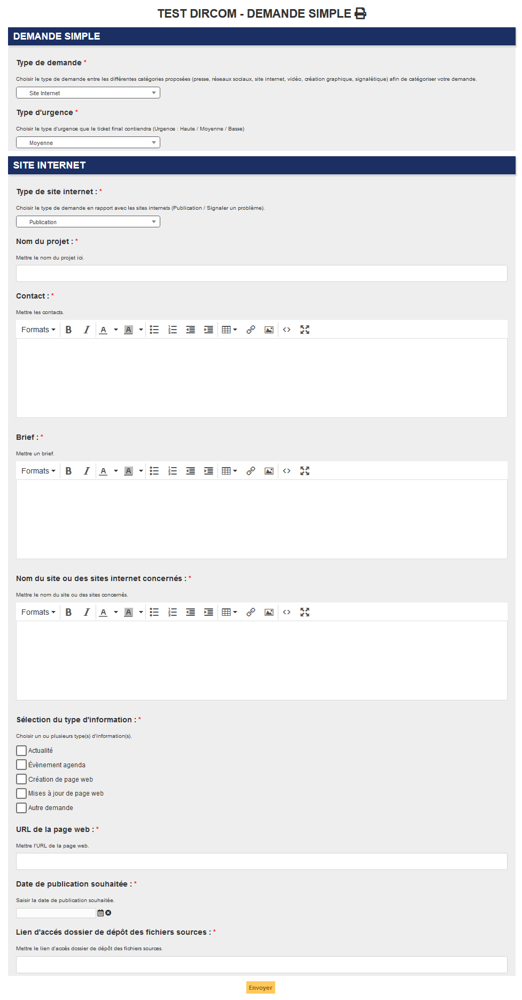 TEST DIRCOM - DEMANDE SIMPLE
DEMANDE SIMPLE
Type de demande *
Choisir le type de demande entre les différentes catégories proposées (presse, réseaux sociaux, site internet, vidéo, création graphique, signalétique) afin de catégoriser votre demande.
Site Internet
Type d'urgence *
Choisir le type d'urgence que le ticket final contiendra (Urgence : Haute / Moyenne / Basse)
Moyenne
SITE INTERNET
Type de site internet : *
Choisir le type de demande en rapport avec les sites internets (Publication / Signaler un problème).
Publication
Nom du projet : *
Mettre le nom du projet ici.
Contact : *
Mettre les contacts.
Formats B I A A
Brief : *
Mettre un brief.
Formats B I A A
Nom du site ou des sites internet concernés : *
Mettre le nom du site ou des sites concernés.
Formats B I A A
Sélection du type d'information : *
Choisir un ou plusieurs type(s) d'information(s).
Actualité
Évènement agenda
Création de page web
Mises à jour de page web
Autre demande
URL de la page web : *
Mettre l'URL de la page web.
Date de publication souhaitée : *
Saisir la date de publication souhaitée.
Lien d'accés dossier de dépôt des fichiers sources : *
Mettre le lien d'accès dossier de dépôt des fichiers sources.
Envoyer